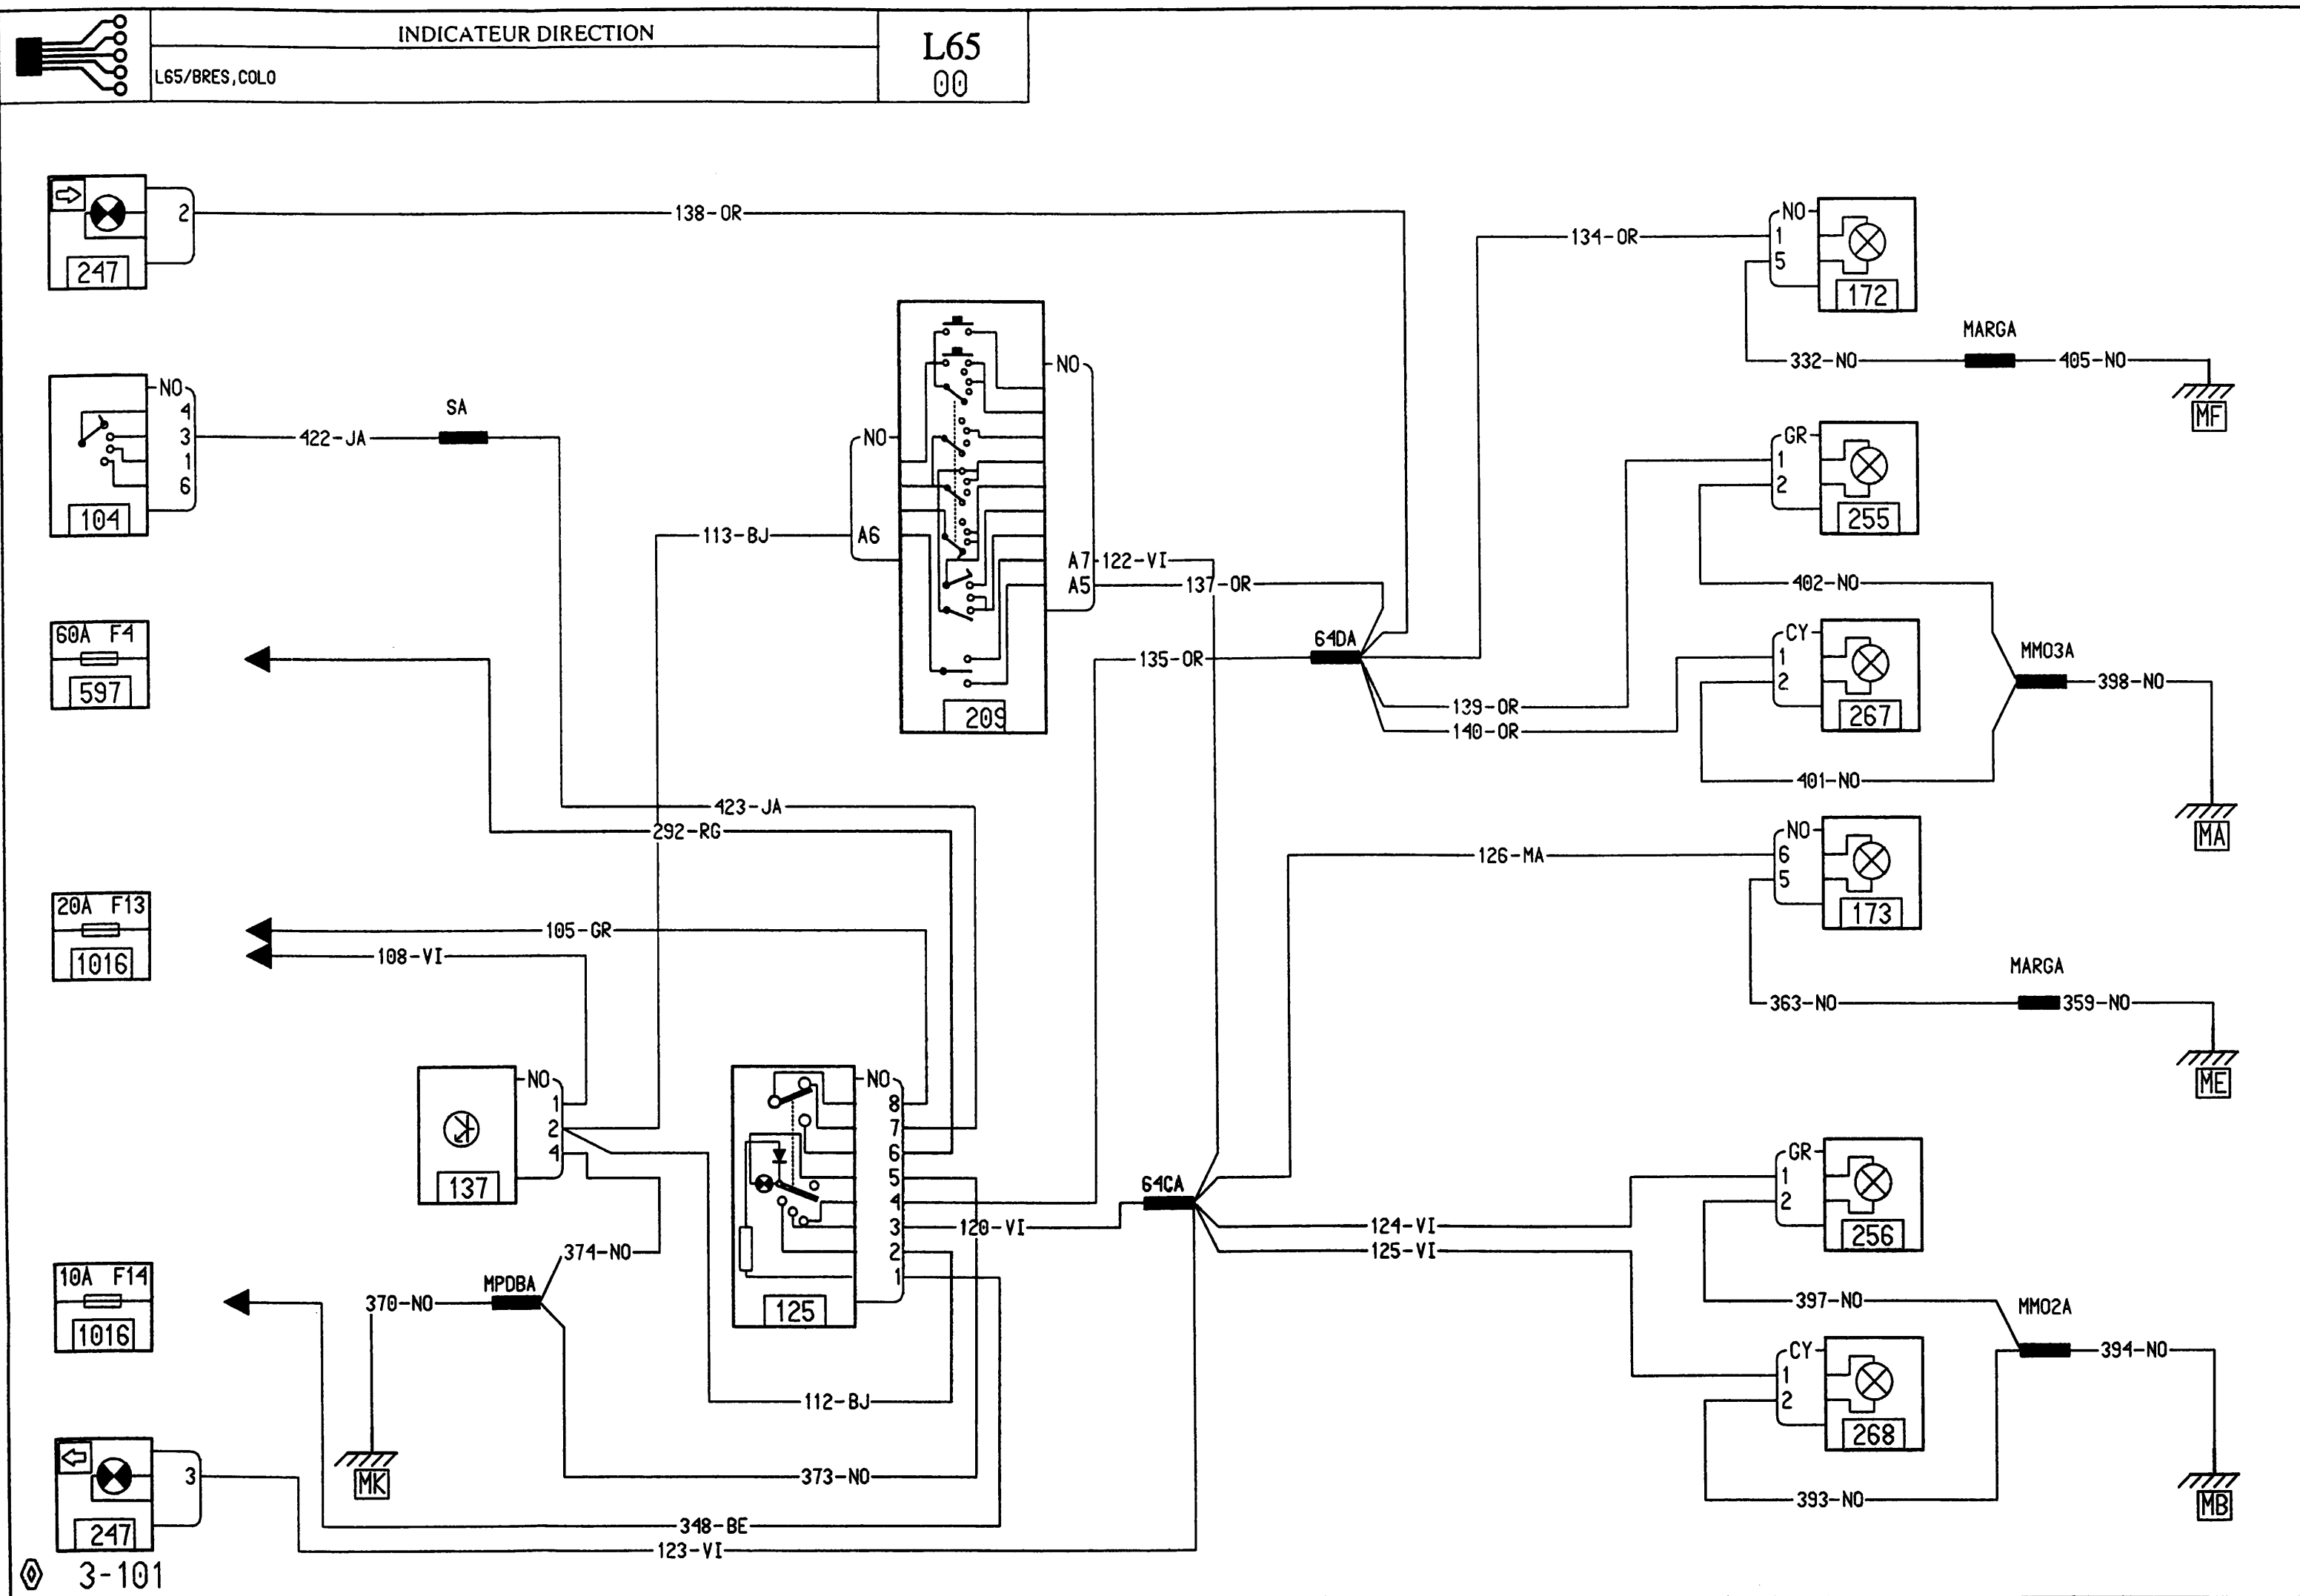 INDICATEUR DIRECTION
L65/BRES,COLO
L65
00
2
138-OR
247
NO
1
5
134-OR
172
MARGA
332-NO
405-NO
MF
NO
4
3
1
6
104
422-JA
SA
NO
A6
113-BJ
NO
A7
A5
122-VI
137-OR
209
GR
1
2
255
402-NO
60A F4
597
64DA
135-OR
139-OR
140-OR
CY
1
2
267
MMO3A
398-NO
401-NO
MA
423-JA
292-RG
NO
6
5
126-MA
173
20A F13
1016
105-GR
108-VI
MARGA
363-NO
359-NO
ME
NO
1
2
4
137
NO
8
7
6
5
4
3
2
1
125
64CA
120-VI
124-VI
125-VI
GR
1
2
256
374-NO
MPDBA
370-NO
10A F14
1016
397-NO
MMO2A
394-NO
CY
1
2
268
112-BJ
MK
373-NO
393-NO
MB
3
247
348-BE
123-VI
3-101